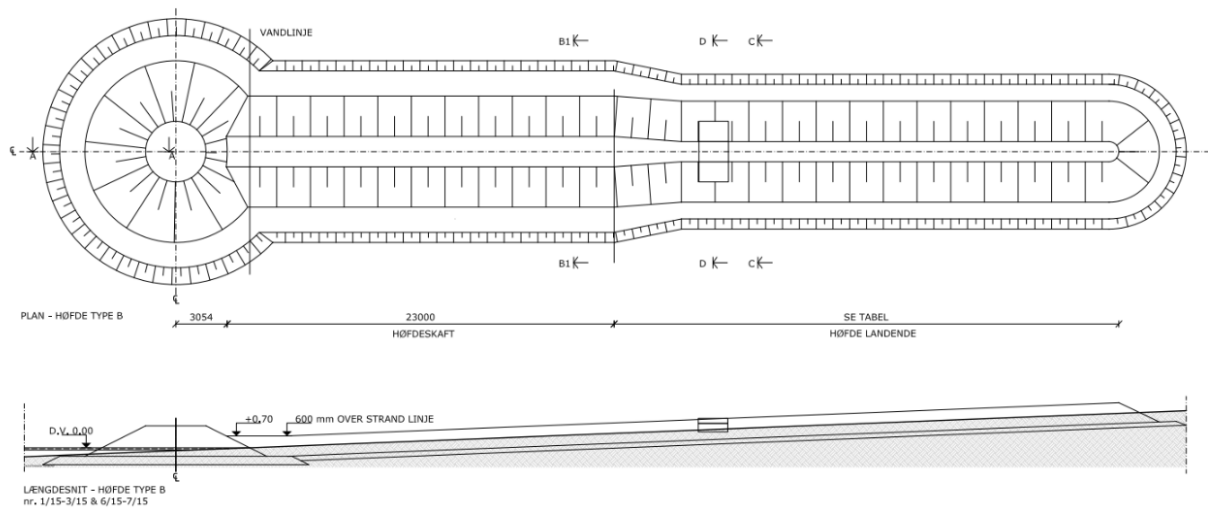 VANDLINJE
B1 D C
℄ A A
B1 D C
℄
PLAN - HØFDE TYPE B
3054 23000 SE TABEL
HØFDESKAFT HØFDE LANDENDE
D.V. 0.00 +0.70 600 mm OVER STRAND LINJE
℄
LÆNGDESNIT - HØFDE TYPE B
nr. 1/15-3/15 & 6/15-7/15